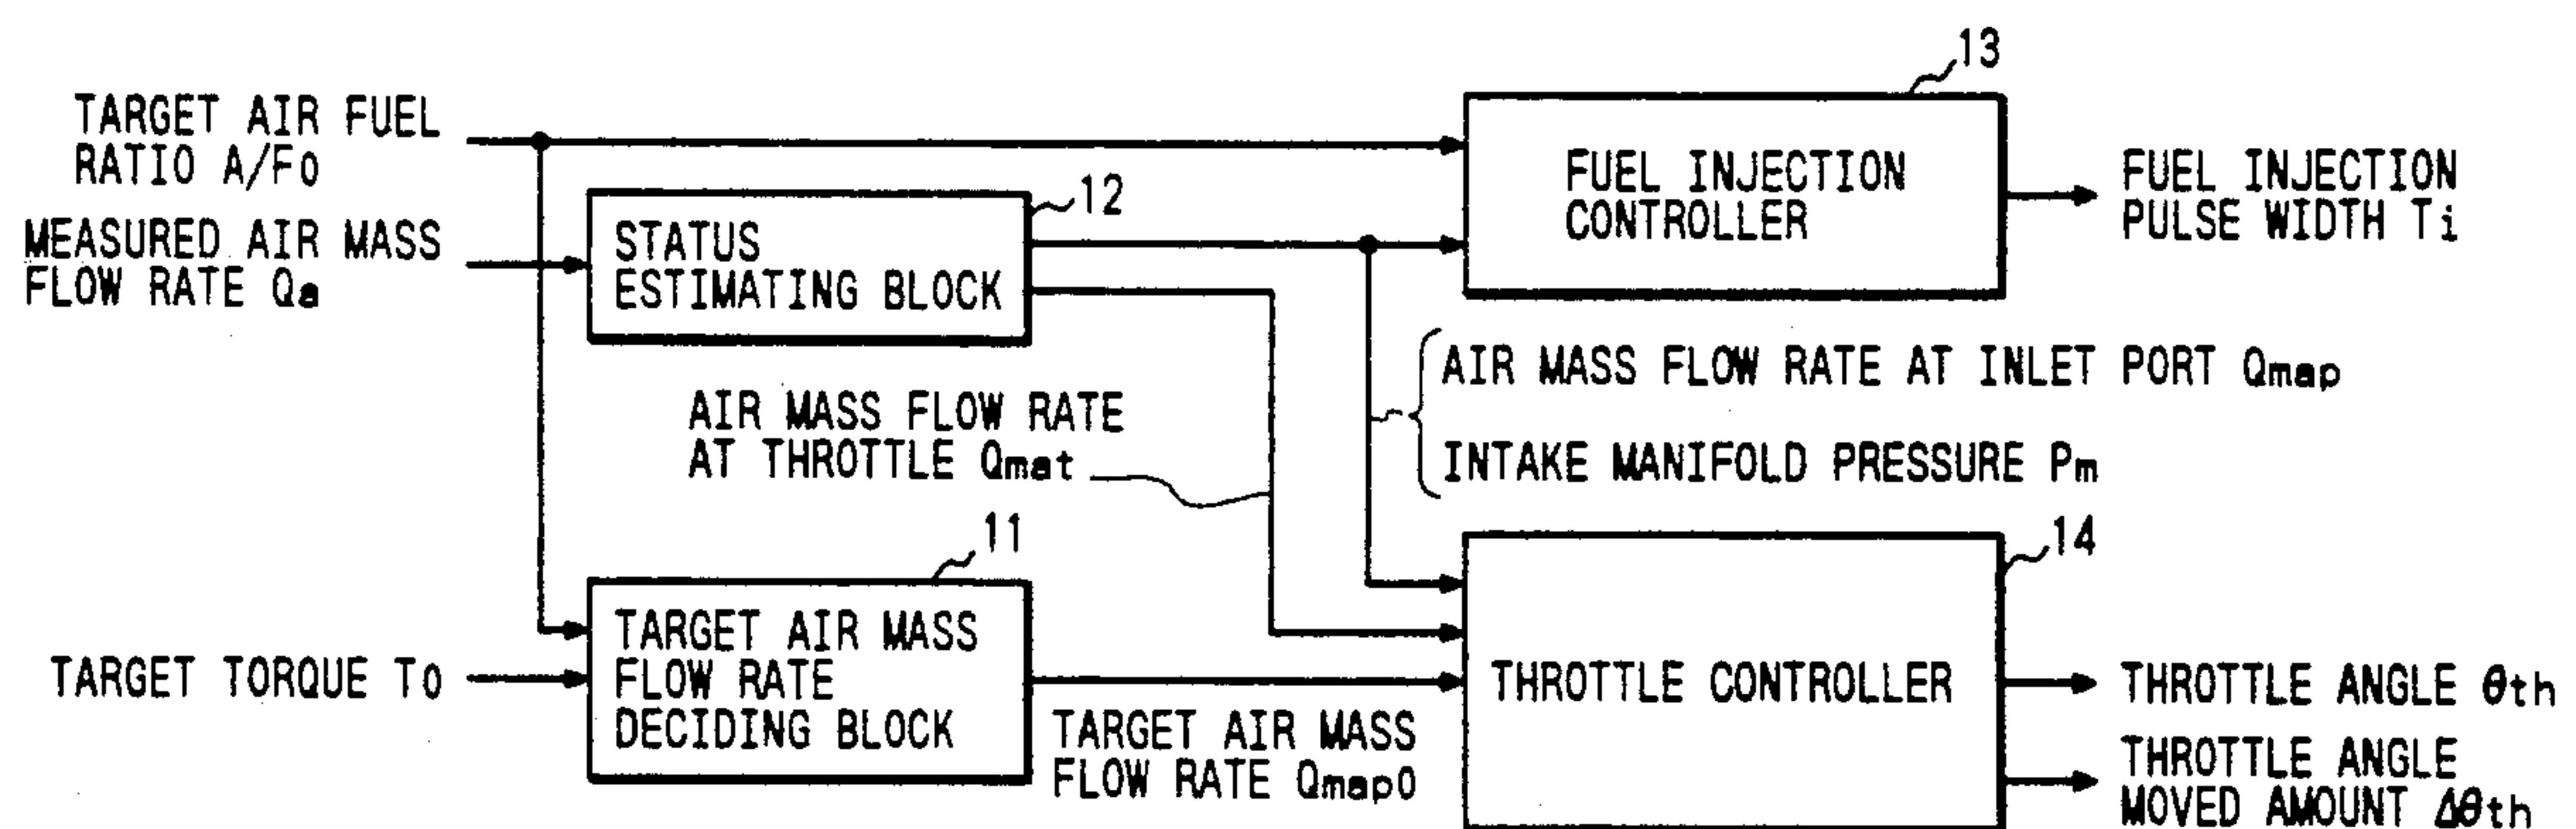 13
TARGET AIR FUEL
RATIO A/F0
FUEL INJECTION
CONTROLLER
FUEL INJECTION
PULSE WIDTH Ti
12
MEASURED AIR MASS
FLOW RATE Qa
STATUS
ESTIMATING BLOCK
AIR MASS FLOW RATE AT INLET PORT Qmap
INTAKE MANIFOLD PRESSURE Pm
AIR MASS FLOW RATE
AT THROTTLE Qmat
11
14
TARGET TORQUE T0
TARGET AIR MASS
FLOW RATE
DECIDING BLOCK
TARGET AIR MASS
FLOW RATE Qmap0
THROTTLE CONTROLLER
THROTTLE ANGLE θth
THROTTLE ANGLE
MOVED AMOUNT Δθth